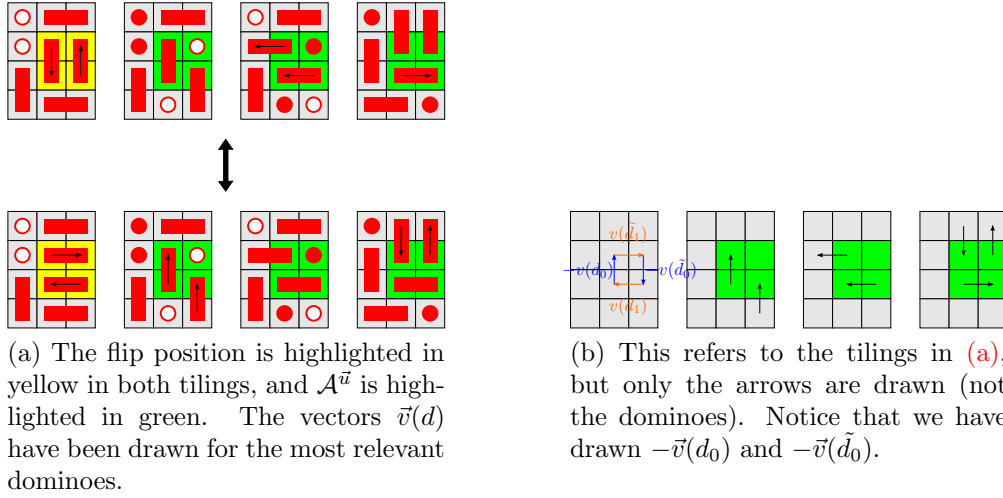 v(d̃₁)
−v(d₀)
−v(d̃₀)
v(d₁)
(a) The flip position is highlighted in
yellow in both tilings, and 𝒜^{u⃗} is high-
lighted in green. The vectors v⃗(d)
have been drawn for the most relevant
dominoes.
(b) This refers to the tilings in (a),
but only the arrows are drawn (not
the dominoes). Notice that we have
drawn −v⃗(d₀) and −v⃗(d̃₀).